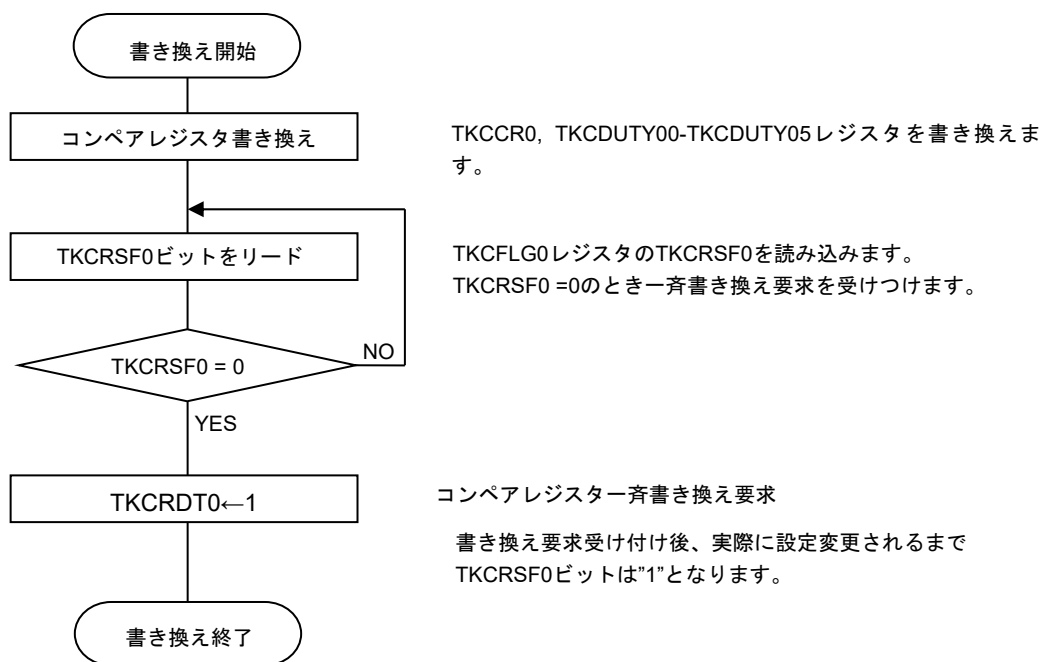 書き換え開始
コンペアレジスタ書き換え
TKCCR0, TKCDUTY00-TKCDUTY05レジスタを書き換えま
す。
TKCRSF0ビットをリード
TKCFLG0レジスタのTKCRSF0を読み込みます。
TKCRSF0 =0のとき一斉書き換え要求を受けつけます。
TKCRSF0 = 0
NO
YES
TKCRDT0←1
コンペアレジスタ一斉書き換え要求
書き換え要求受け付け後、実際に設定変更されるまで
TKCRSF0ビットは”1”となります。
書き換え終了